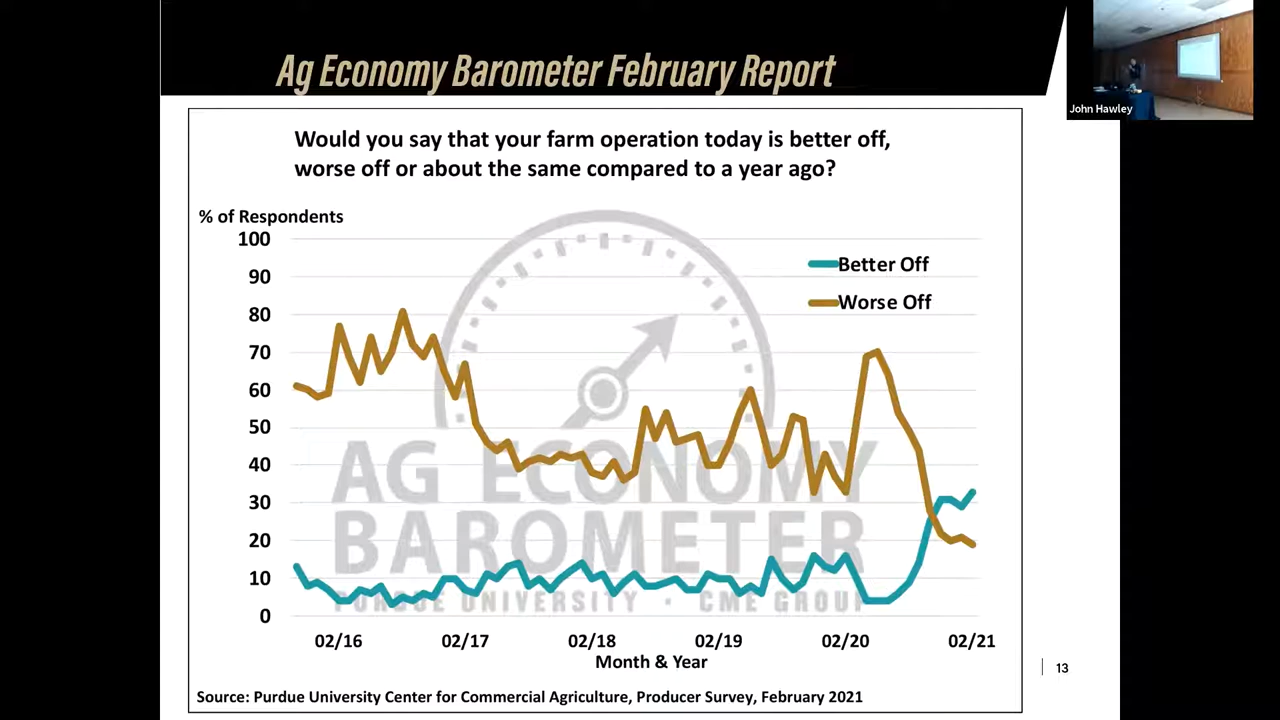 Ag Economy Barometer February Report
John Hawley
Would you say that your farm operation today is better off,
worse off or about the same compared to a year ago?
% of Respondents
100
90
80
70
60
50
40
30
20
10
0
Better Off
Worse Off
AG ECONOMY
BAROMETER
PURDUE UNIVERSITY · CME GROUP
02/16 02/17 02/18 02/19 02/20 02/21
Month & Year
13
Source: Purdue University Center for Commercial Agriculture, Producer Survey, February 2021